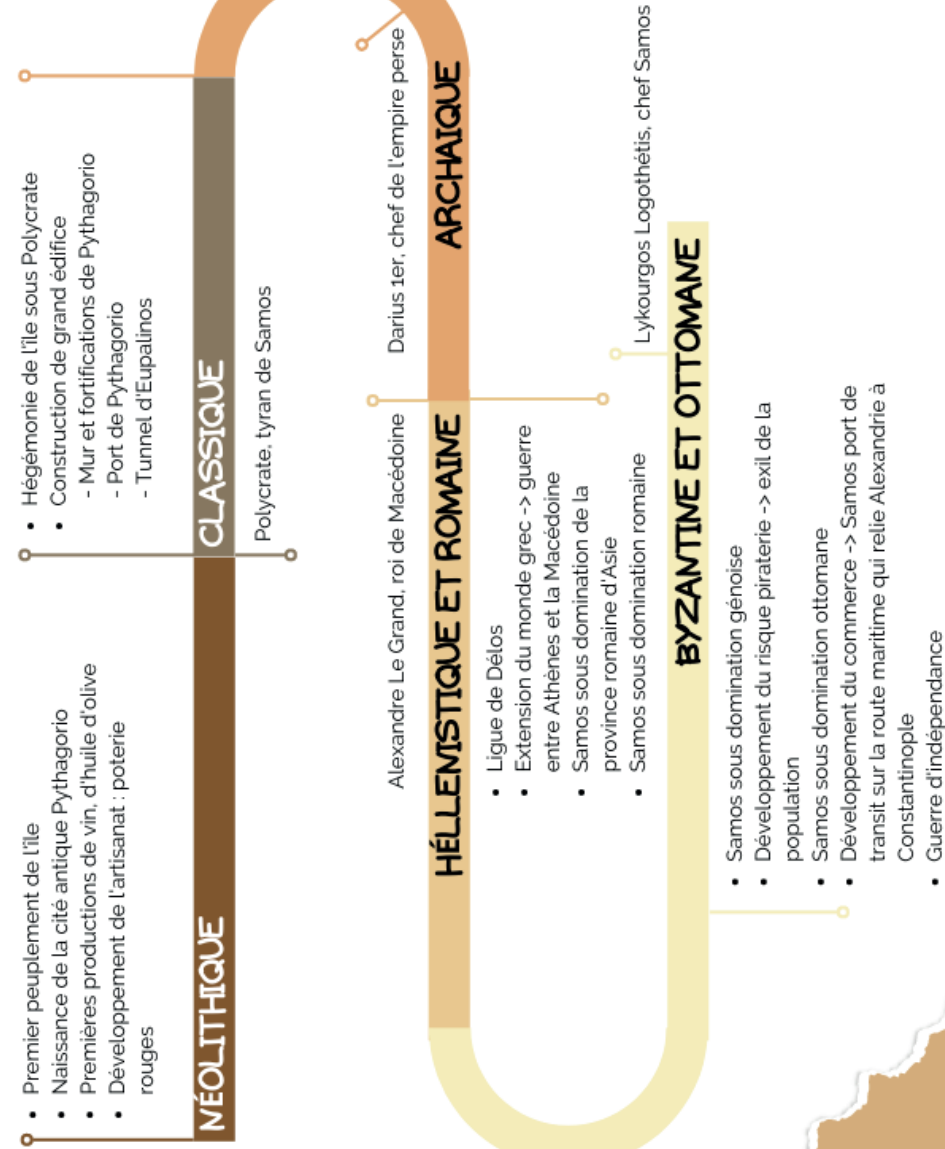 Premier peuplement de l'île
Naissance de la cité antique Pythagorio
Premières productions de vin, d'huile d'olive
Développement de l'artisanat : poterie
rouges
NÉOLITHIQUE
Hégémonie de l'île sous Polycrate
Construction de grand édifice
- Mur et fortifications de Pythagorio
- Port de Pythagorio
- Tunnel d'Eupalinos
CLASSIQUE
Polycrate, tyran de Samos
Darius 1er, chef de l'empire perse
ARCHAIQUE
Alexandre Le Grand, roi de Macédoine
HÉLLENISTIQUE ET ROMAINE
Ligue de Délos
Extension du monde grec -> guerre
entre Athènes et la Macédoine
Samos sous domination de la
province romaine d'Asie
Samos sous domination romaine
Lykourgos Logothétis, chef Samos
BYZANTINE ET OTTOMANE
Samos sous domination génoise
Développement du risque piraterie -> exil de la
population
Samos sous domination ottomane
Développement du commerce -> Samos port de
transit sur la route maritime qui relie Alexandrie à
Constantinople
Guerre d'indépendance